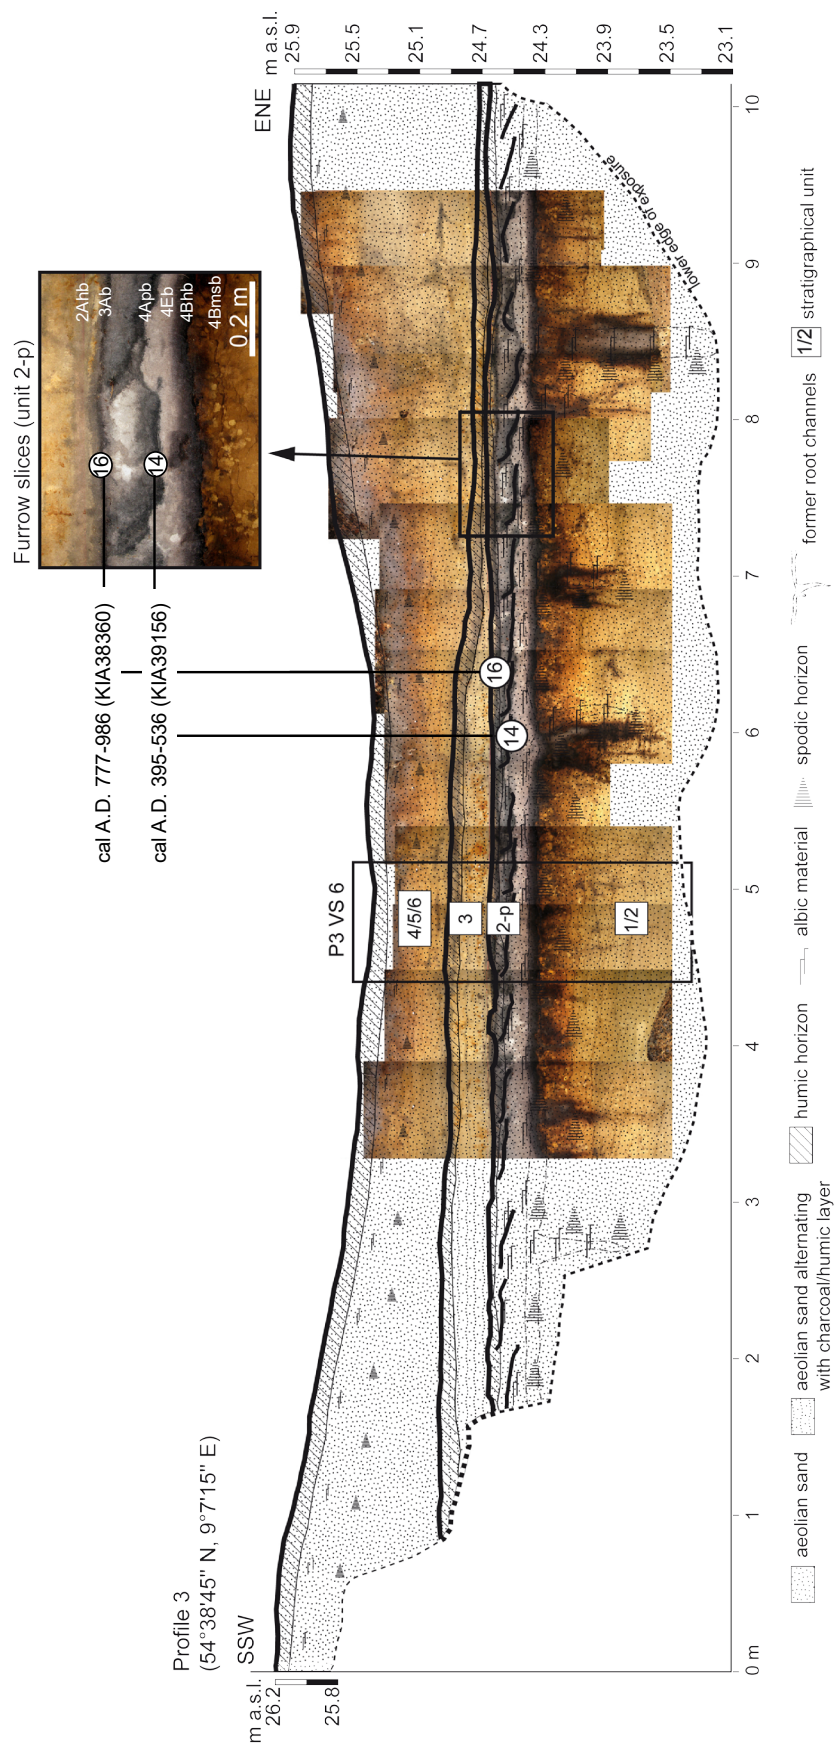 Profile 3
(54°38'45" N, 9°7'15" E)
SSW
ENE
m a.s.l.
26.2
25.8
m a.s.l.
25.9
25.5
25.1
24.7
24.3
23.9
23.5
23.1
Furrow slices (unit 2-p)
2Ahb
3Ab
4Apb
4Eb
4Bhb
4Bmsb
0.2 m
16
14
cal A.D. 777-986 (KIA38360)
cal A.D. 395-536 (KIA39156)
P3 VS 6
4/5/6
3
2-p
1/2
14
16
lower edge of exposure
0 m
1
2
3
4
5
6
7
8
9
10
aeolian sand
aeolian sand alternating
with charcoal/humic layer
humic horizon
albic material
spodic horizon
former root channels
1/2
stratigraphical unit